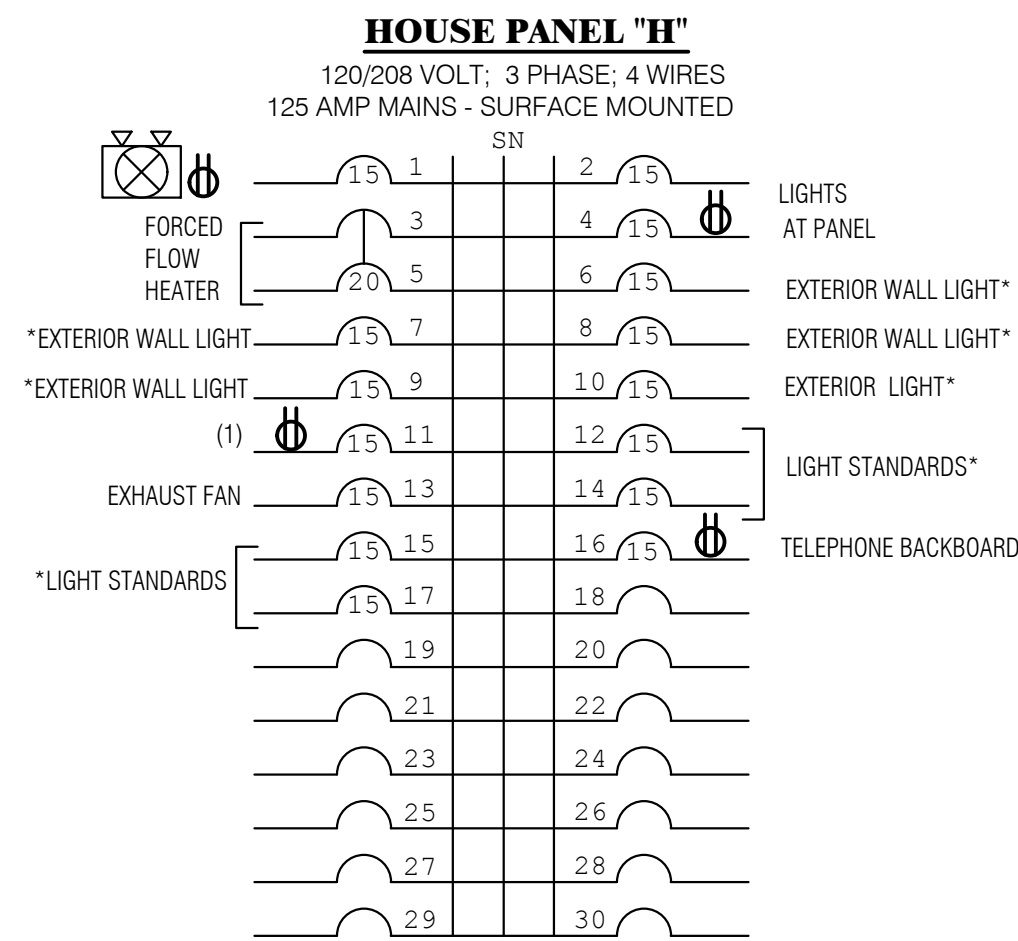 HOUSE PANEL "H"
120/208 VOLT; 3 PHASE; 4 WIRES
125 AMP MAINS - SURFACE MOUNTED
SN
15 1 2 15 LIGHTS
FORCED 3 4 15 AT PANEL
FLOW
HEATER 20 5 6 15 EXTERIOR WALL LIGHT*
*EXTERIOR WALL LIGHT 15 7 8 15 EXTERIOR WALL LIGHT*
*EXTERIOR WALL LIGHT 15 9 10 15 EXTERIOR LIGHT*
(1) 15 11 12 15
LIGHT STANDARDS*
EXHAUST FAN 15 13 14 15
15 15 16 15 TELEPHONE BACKBOARD
*LIGHT STANDARDS
15 17 18
19 20
21 22
23 24
25 26
27 28
29 30